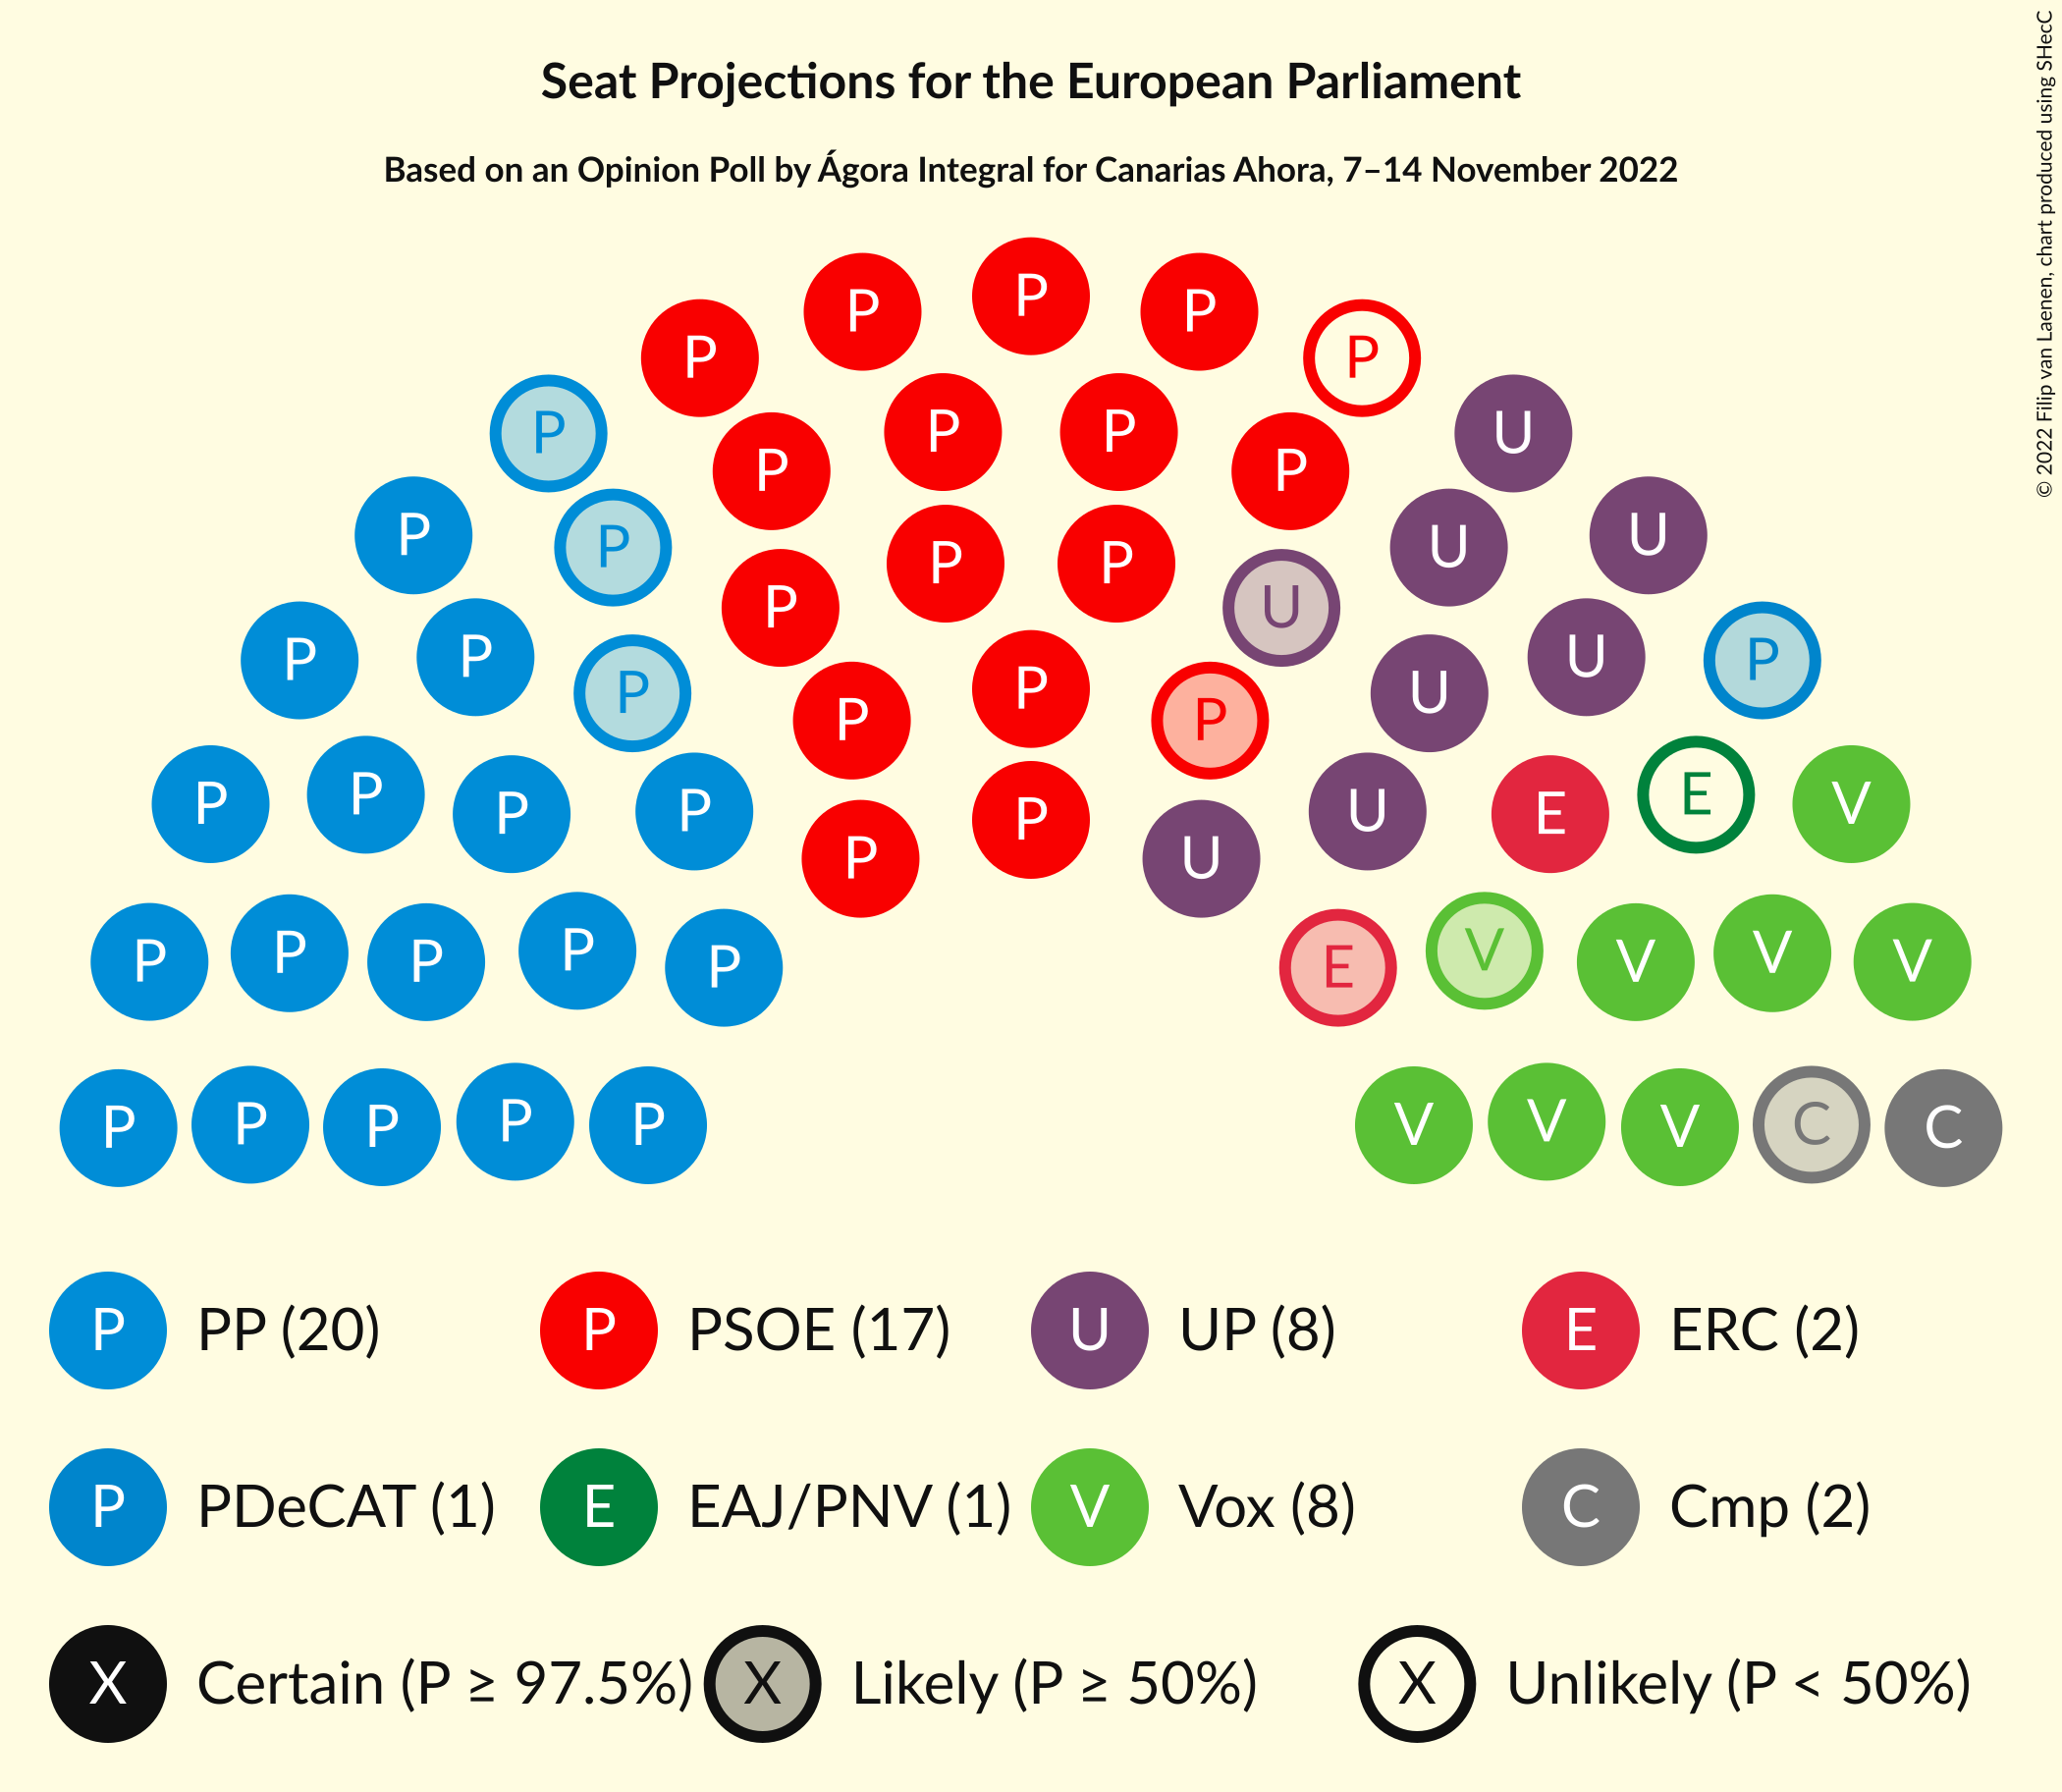 Seat Projections for the European Parliament
Based on an Opinion Poll by Ágora Integral for Canarias Ahora, 7–14 November 2022
© 2022 Filip van Laenen, chart produced using SHecC
P P P
P P
P P
P P P P
U
P P P
U U
P P
U
P P
U U P
P P P
P P P P
U U
P P P P
P P
U
E E V
P P P P P
E V V V V
P P P P P
V V V C C
P PP (20) P PSOE (17) U UP (8) E ERC (2)
P PDeCAT (1) E EAJ/PNV (1) V Vox (8) C Cmp (2)
X Certain (P ≥ 97.5%) X Likely (P ≥ 50%) X Unlikely (P < 50%)